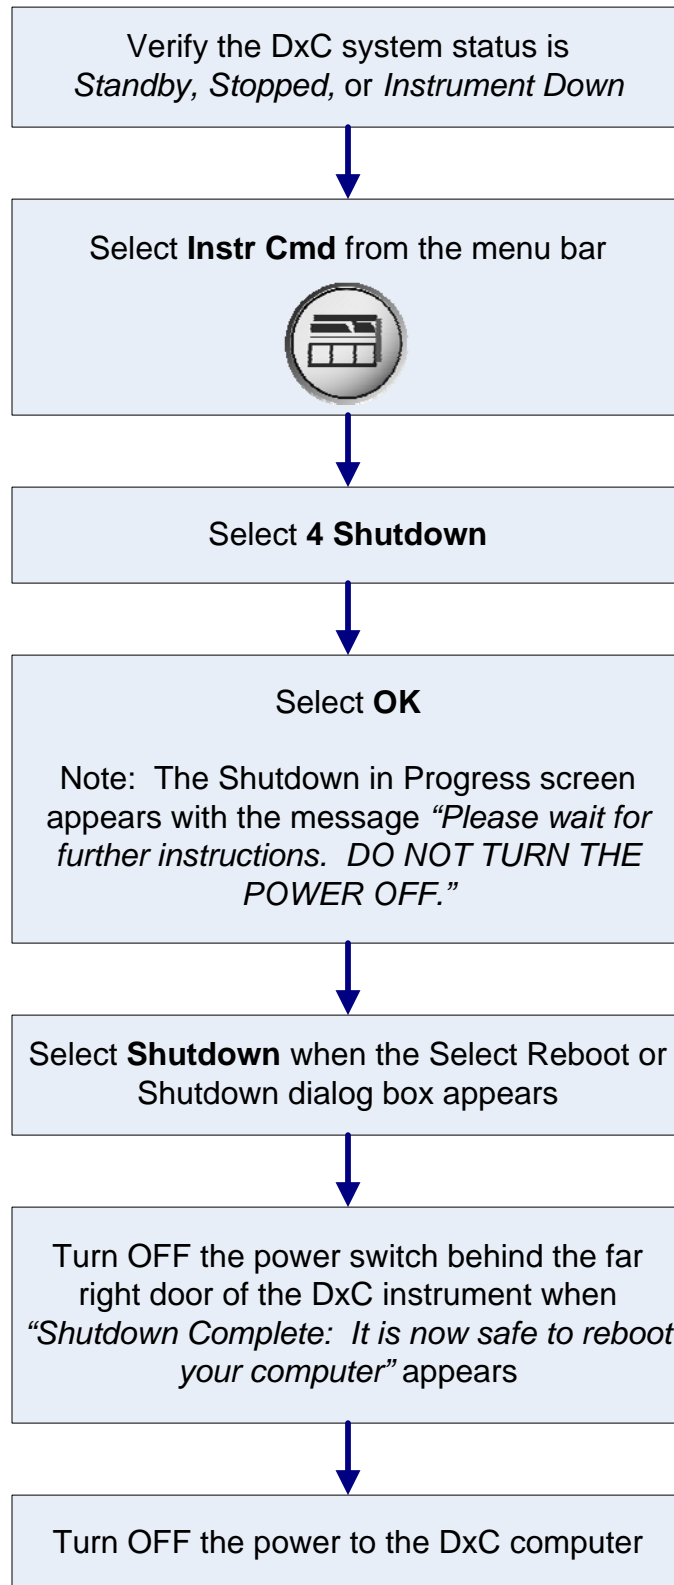 Verify the DxC system status is
Standby, Stopped, or Instrument Down
Select Instr Cmd from the menu bar
Select 4 Shutdown
Select OK
Note:  The Shutdown in Progress screen
appears with the message “Please wait for
further instructions.  DO NOT TURN THE
POWER OFF.”
Select Shutdown when the Select Reboot or
Shutdown dialog box appears
Turn OFF the power switch behind the far
right door of the DxC instrument when
“Shutdown Complete:  It is now safe to reboot
your computer” appears
Turn OFF the power to the DxC computer